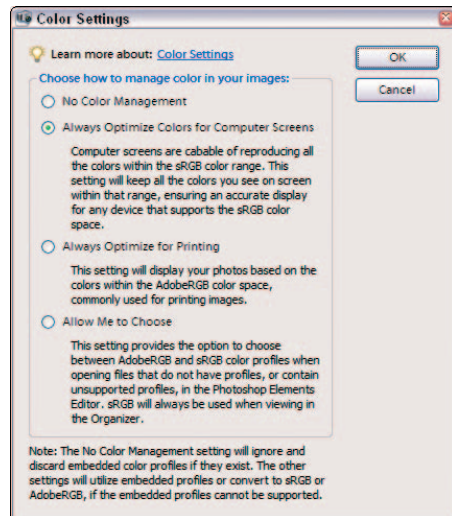 Color Settings
Learn more about: Color Settings
OK
Cancel
Choose how to manage color in your images:
No Color Management
Always Optimize Colors for Computer Screens
Computer screens are cabable of reproducing all
the colors within the sRGB color range. This
setting will keep all the colors you see on screen
within that range, ensuring an accurate display
for any device that supports the sRGB color
space.
Always Optimize for Printing
This setting will display your photos based on the
colors within the AdobeRGB color space,
commonly used for printing images.
Allow Me to Choose
This setting provides the option to choose
between AdobeRGB and sRGB color profiles when
opening files that do not have profiles, or contain
unsupported profiles, in the Photoshop Elements
Editor. sRGB will always be used when viewing in
the Organizer.
Note: The No Color Management setting will ignore and
discard embedded color profiles if they exist. The other
settings will utilize embedded profiles or convert to sRGB or
AdobeRGB, if the embedded profiles cannot be supported.